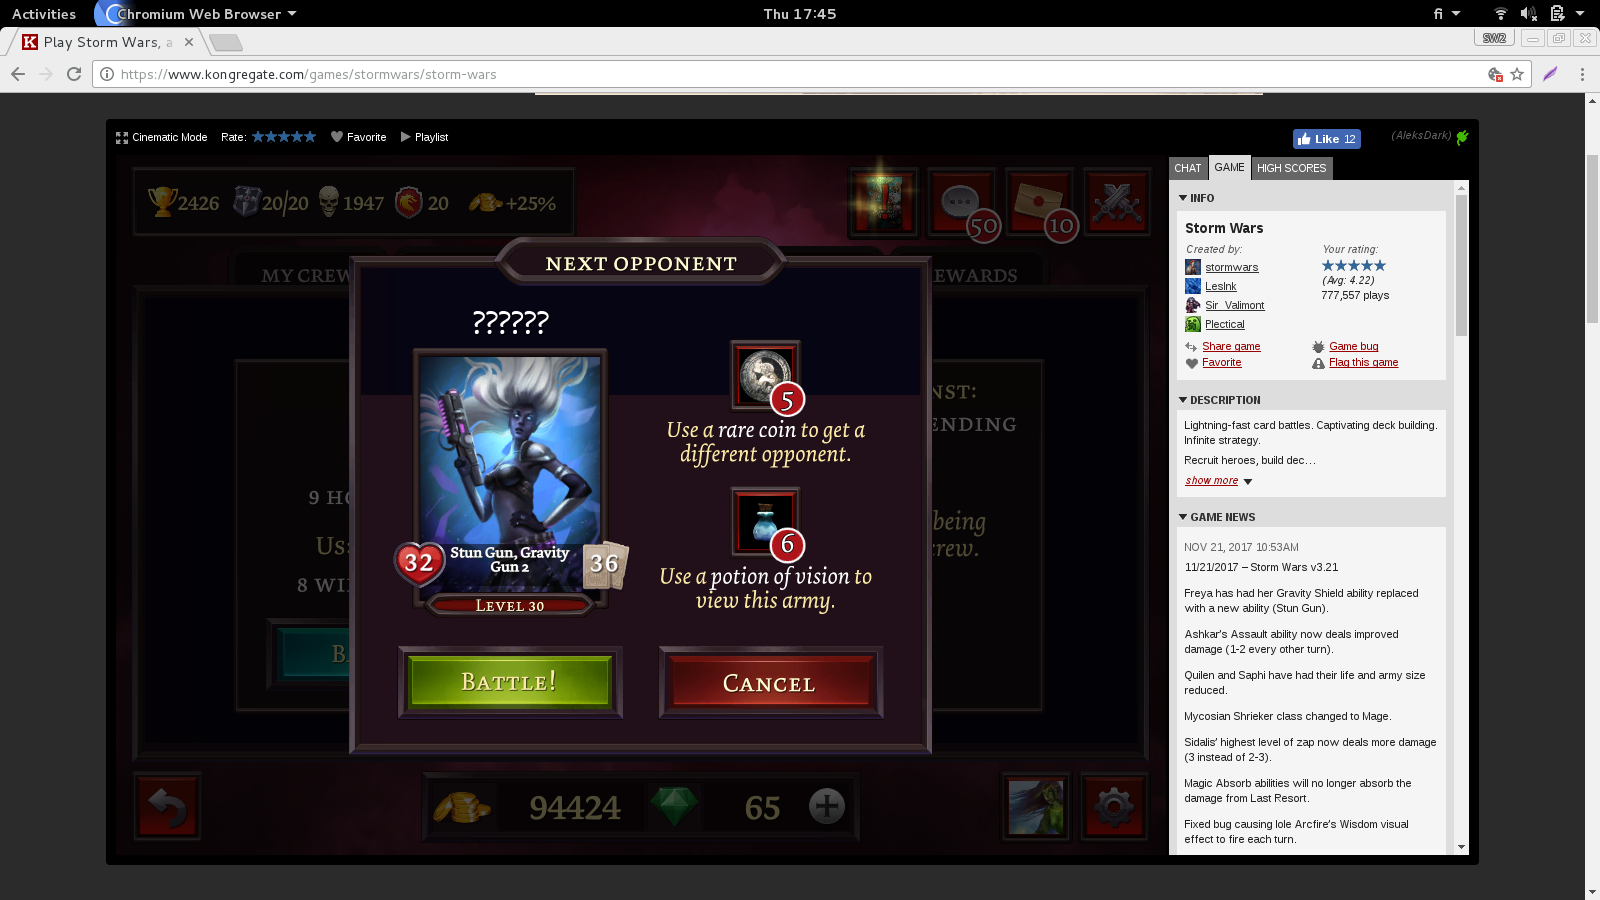 Activities
Chromium Web Browser
Thu 17:45
fi
Play Storm Wars, a
SW2
https://www.kongregate.com/games/stormwars/storm-wars
Cinematic Mode
Rate:
Favorite
Playlist
Like 12
(AleksDark)
2426
20/20
1947
20
+25%
50
10
MY CREW
EWARDS
NEXT OPPONENT
??????
5
Use a rare coin to get a
different opponent.
6
Use a potion of vision to
view this army.
32
Stun Gun, Gravity
Gun 2
36
LEVEL 30
BATTLE!
CANCEL
9 HO
US
8 WI
B
NST:
ENDING
being
rew.
94424
65
CHAT
GAME
HIGH SCORES
INFO
Storm Wars
Created by:
Your rating:
stormwars
LesInk
Sir_Valimont
Plectical
(Avg: 4.22)
777,557 plays
Share game
Game bug
Favorite
Flag this game
DESCRIPTION
Lightning-fast card battles. Captivating deck building.
Infinite strategy.
Recruit heroes, build dec…
show more
GAME NEWS
NOV 21, 2017 10:53AM
11/21/2017 – Storm Wars v3.21
Freya has had her Gravity Shield ability replaced
with a new ability (Stun Gun).
Ashkar's Assault ability now deals improved
damage (1-2 every other turn).
Quilen and Saphi have had their life and army size
reduced.
Mycosian Shrieker class changed to Mage.
Sidalis' highest level of zap now deals more damage
(3 instead of 2-3).
Magic Absorb abilities will no longer absorb the
damage from Last Resort.
Fixed bug causing Iole Arcfire's Wisdom visual
effect to fire each turn.